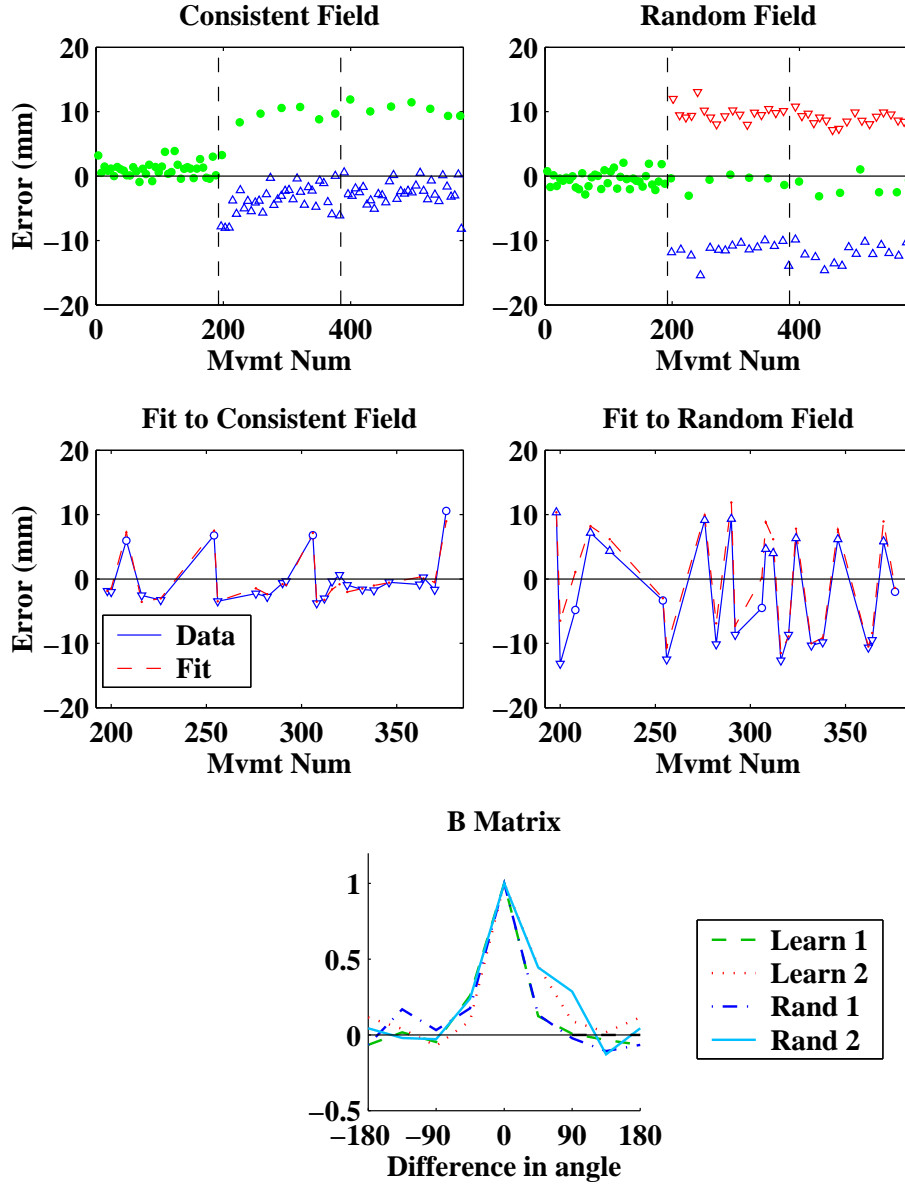 Consistent Field
Random Field
20
10
0
−10
−20
Error (mm)
0
200
400
Mvmt Num
20
10
0
−10
−20
0
200
400
Mvmt Num
Fit to Consistent Field
Fit to Random Field
20
10
0
−10
−20
Error (mm)
Data
Fit
200
250
300
350
Mvmt Num
20
10
0
−10
−20
200
250
300
350
Mvmt Num
B Matrix
1
0.5
0
−0.5
−180
−90
0
90
180
Difference in angle
Learn 1
Learn 2
Rand 1
Rand 2